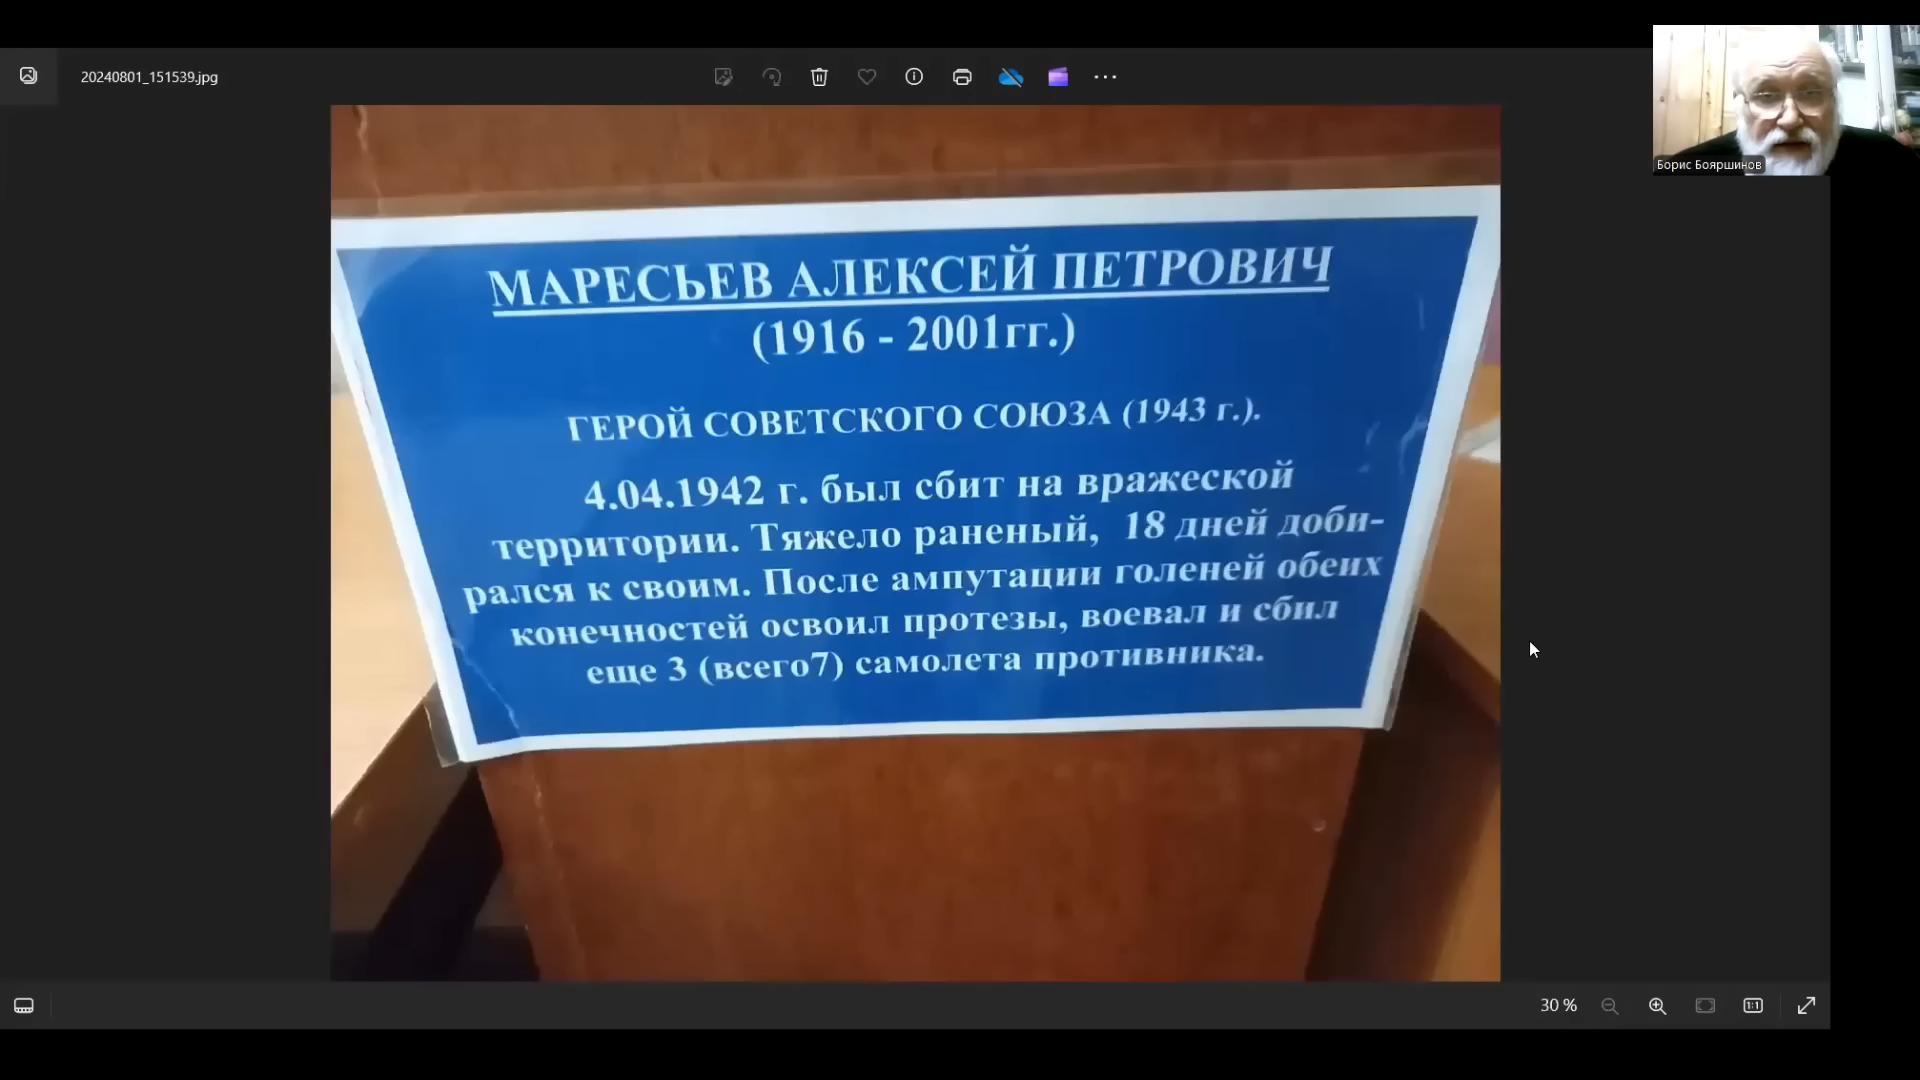 20240801_151539.jpg
Борис Бояршинов
МАРЕСЬЕВ АЛЕКСЕЙ ПЕТРОВИЧ
(1916 - 2001гг.)
ГЕРОЙ СОВЕТСКОГО СОЮЗА (1943 г.).
4.04.1942 г. был сбит на вражеской
территории. Тяжело раненый, 18 дней доби-
рался к своим. После ампутации голеней обеих
конечностей освоил протезы, воевал и сбил
еще 3 (всего7) самолета противника.
30 %
1:1